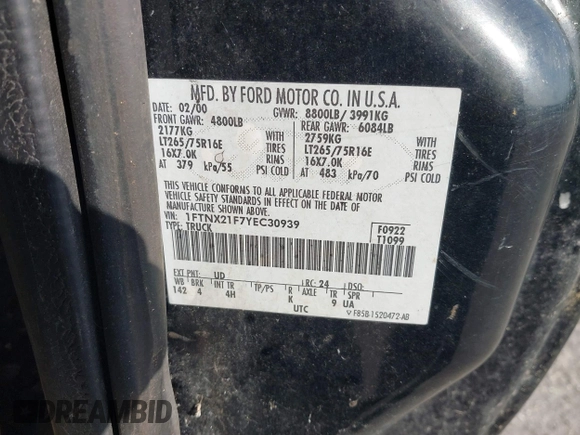 MFD. BY FORD MOTOR CO. IN U.S.A.
DATE: 02/00 GVWR: 8800LB/ 3991KG
FRONT GAWR: 4800LB REAR GAWR: 6084LB
2177KG WITH 2759KG WITH
LT265/75R16E TIRES LT265/75R16E TIRES
16X7.0K RIMS 16X7.0K RIMS
AT 379 kPa/55 PSI COLD AT 483 kPa/70 PSI COLD
THIS VEHICLE CONFORMS TO ALL APPLICABLE FEDERAL MOTOR
VEHICLE SAFETY STANDARDS IN EFFECT ON THE DATE OF
MANUFACTURE SHOWN ABOVE.
VIN: 1FTNX21F7YEC30939 F0922
TYPE: TRUCK T1099
EXT PNT: UD RC: 24 DSO:
WB BRK INT TR TP/PS R AXLE TR SPR
142 4 4H K 9 UA
UTC
▽ F85B-1520472-AB
DREAMBID